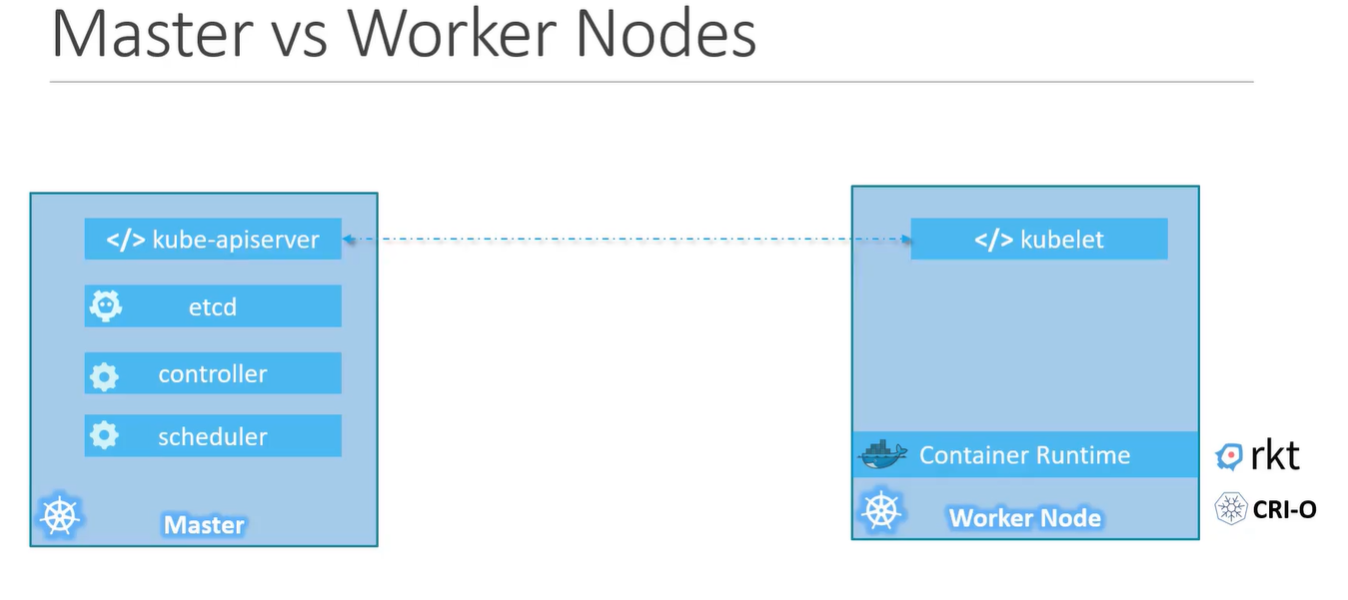 Master vs Worker Nodes
</> kube-apiserver
etcd
controller
scheduler
Master
</> kubelet
Container Runtime
Worker Node
rkt
CRI-O